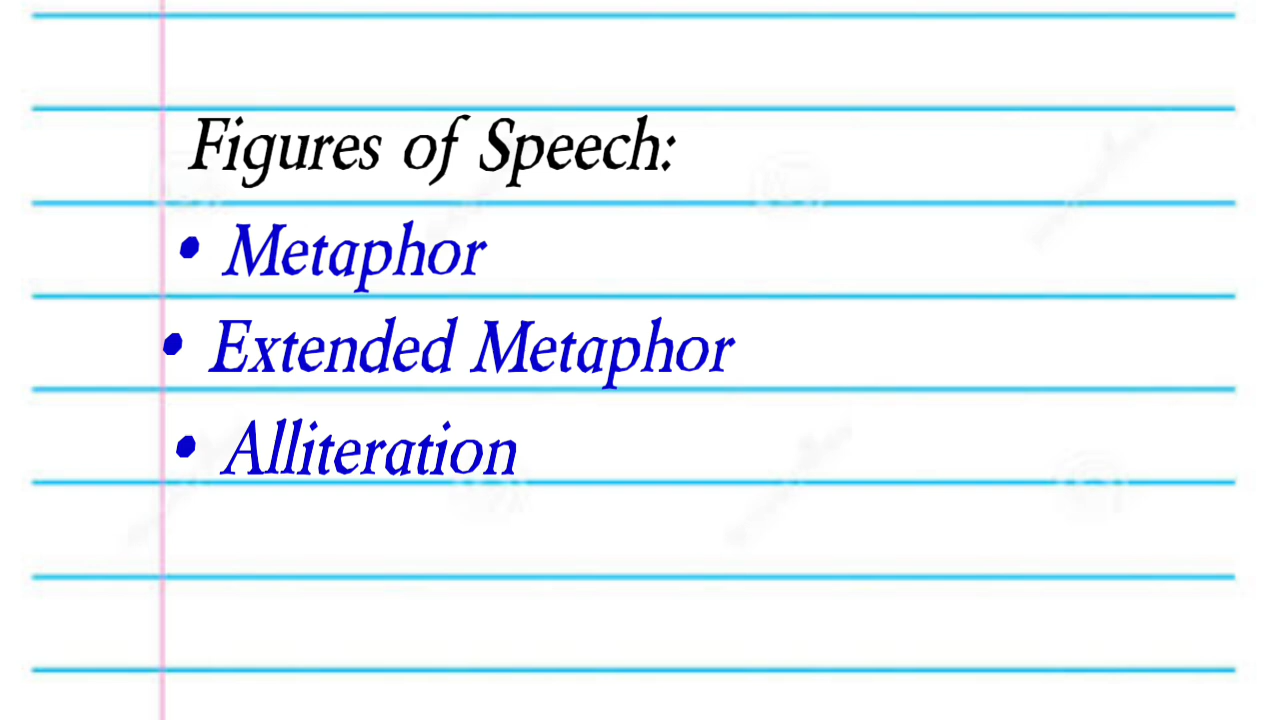 Figures of Speech:
• Metaphor
• Extended Metaphor
• Alliteration